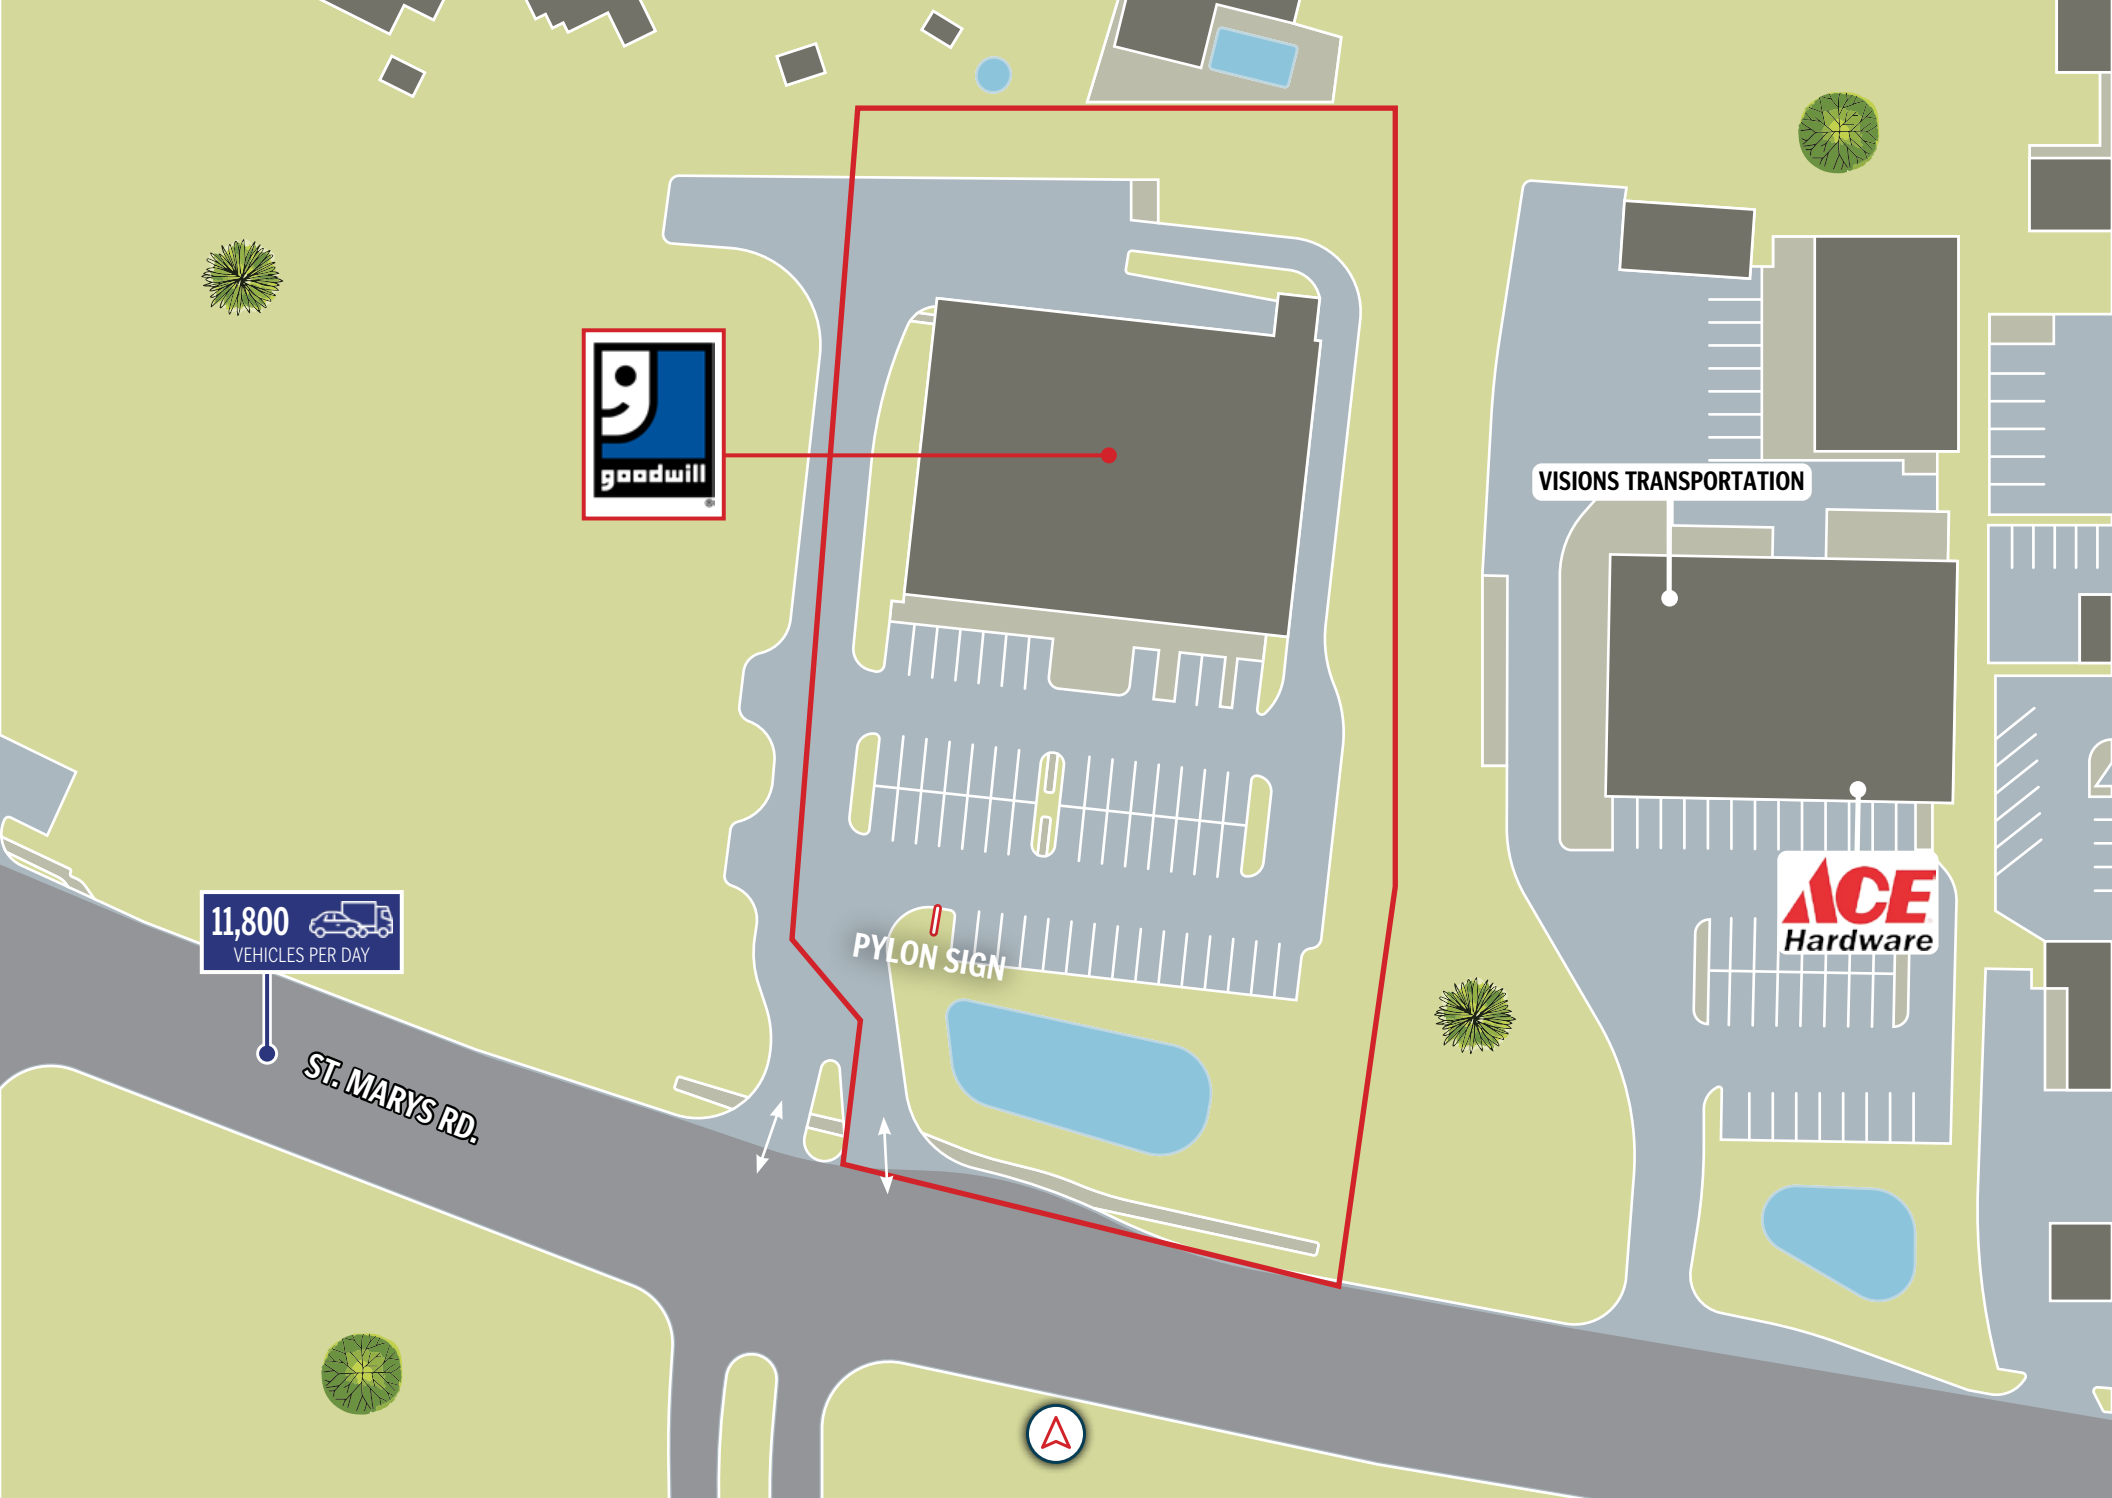 goodwill
®
VISIONS TRANSPORTATION
ACE
Hardware
11,800
VEHICLES PER DAY
PYLON SIGN
ST. MARYS RD.